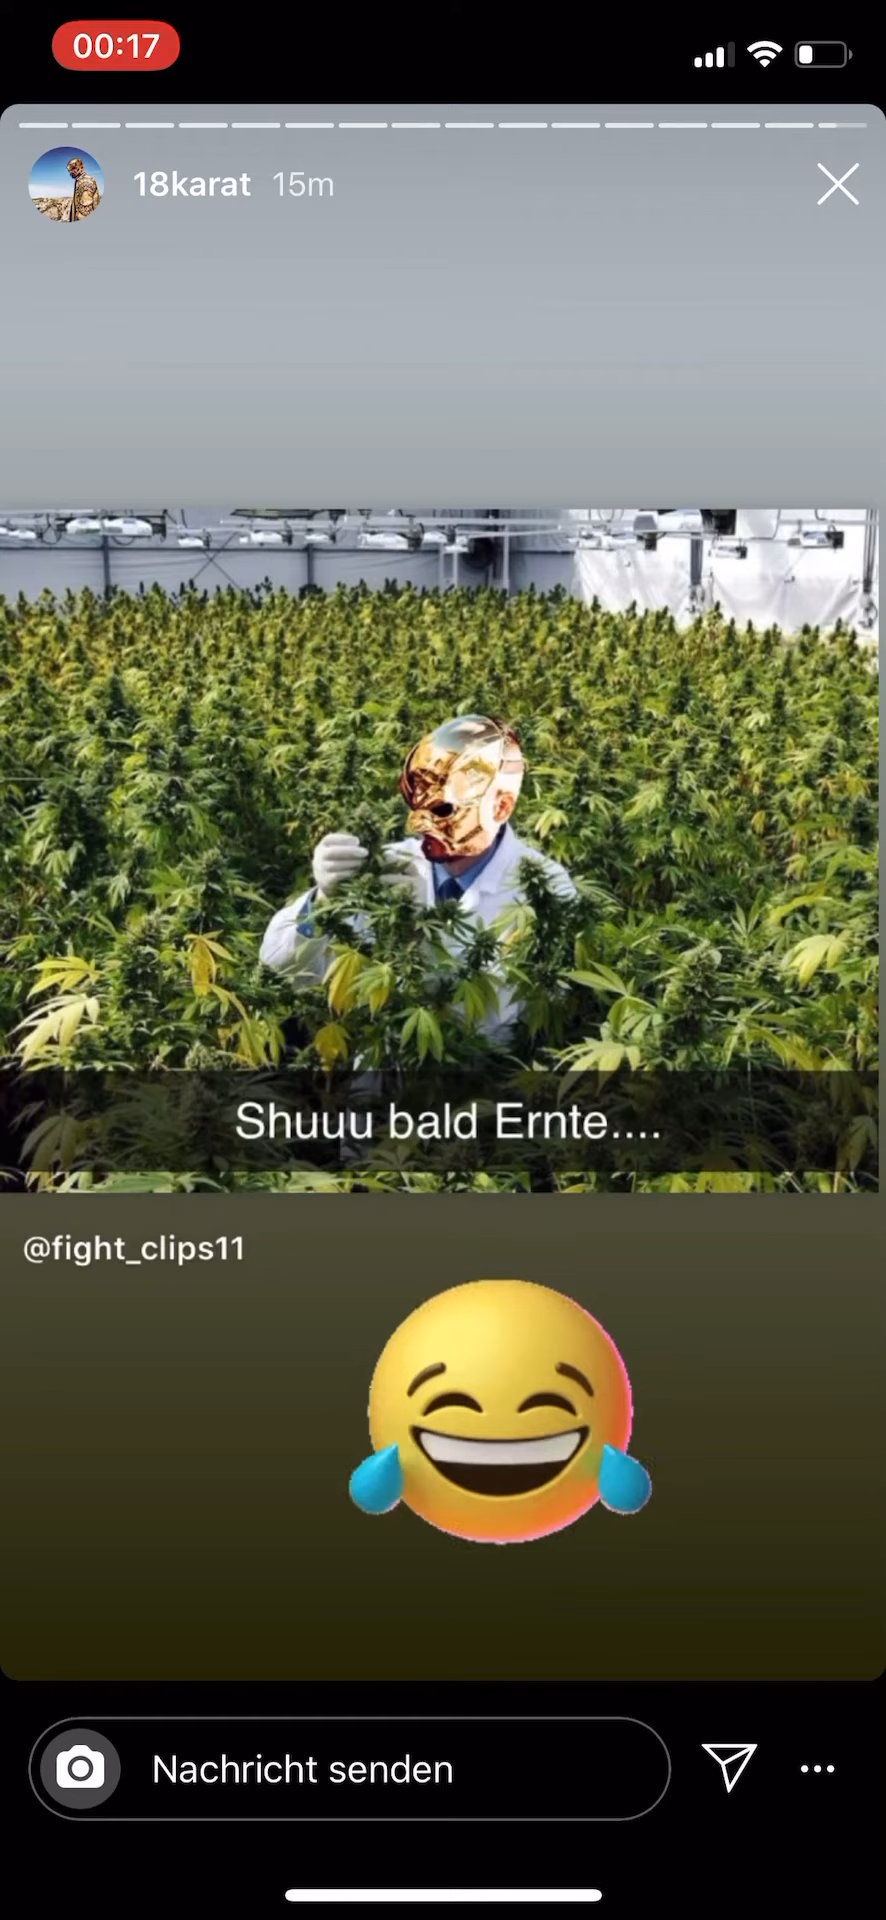 00:17
18karat 15m
Shuuu bald Ernte....
@fight_clips11
Nachricht senden